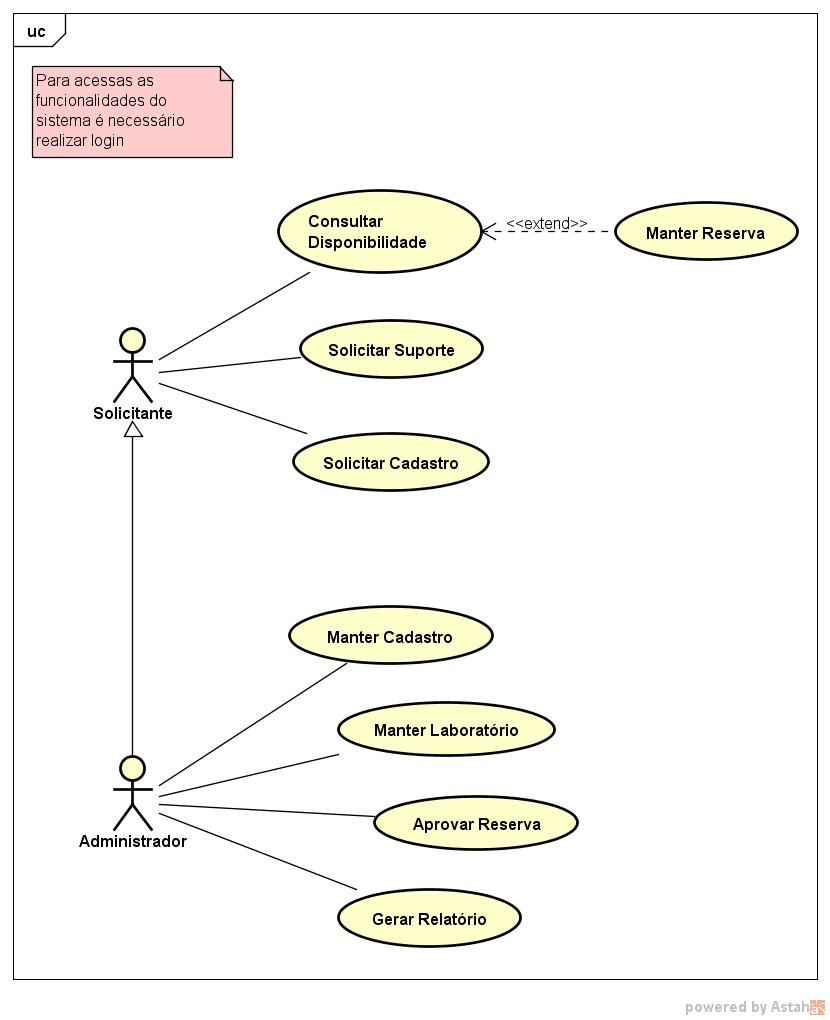 uc
Para acessas as
funcionalidades do
sistema é necessário
realizar login
Consultar
Disponibilidade
<<extend>>
Manter Reserva
Solicitar Suporte
Solicitante
Solicitar Cadastro
Manter Cadastro
Manter Laboratório
Aprovar Reserva
Administrador
Gerar Relatório
powered by Astah